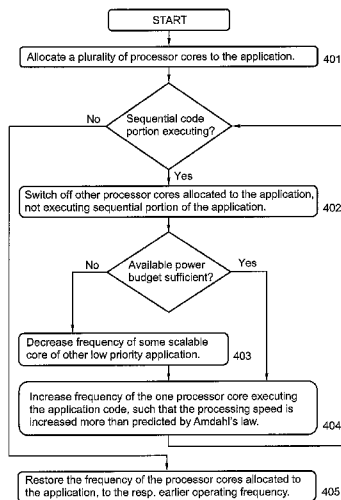 START
Allocate a plurality of processor cores to the application.
401
No
Sequential code
portion executing?
Yes
Switch off other processor cores allocated to the application,
not executing sequential portion of the application.
402
No
Available power
budget sufficient?
Yes
Decrease frequency of some scalable
core of other low priority application.
403
Increase frequency of the one processor core executing
the application code, such that the processing speed is
increased more than predicted by Amdahl's law.
404
Restore the frequency of the processor cores allocated to
the application, to the resp. earlier operating frequency.
405